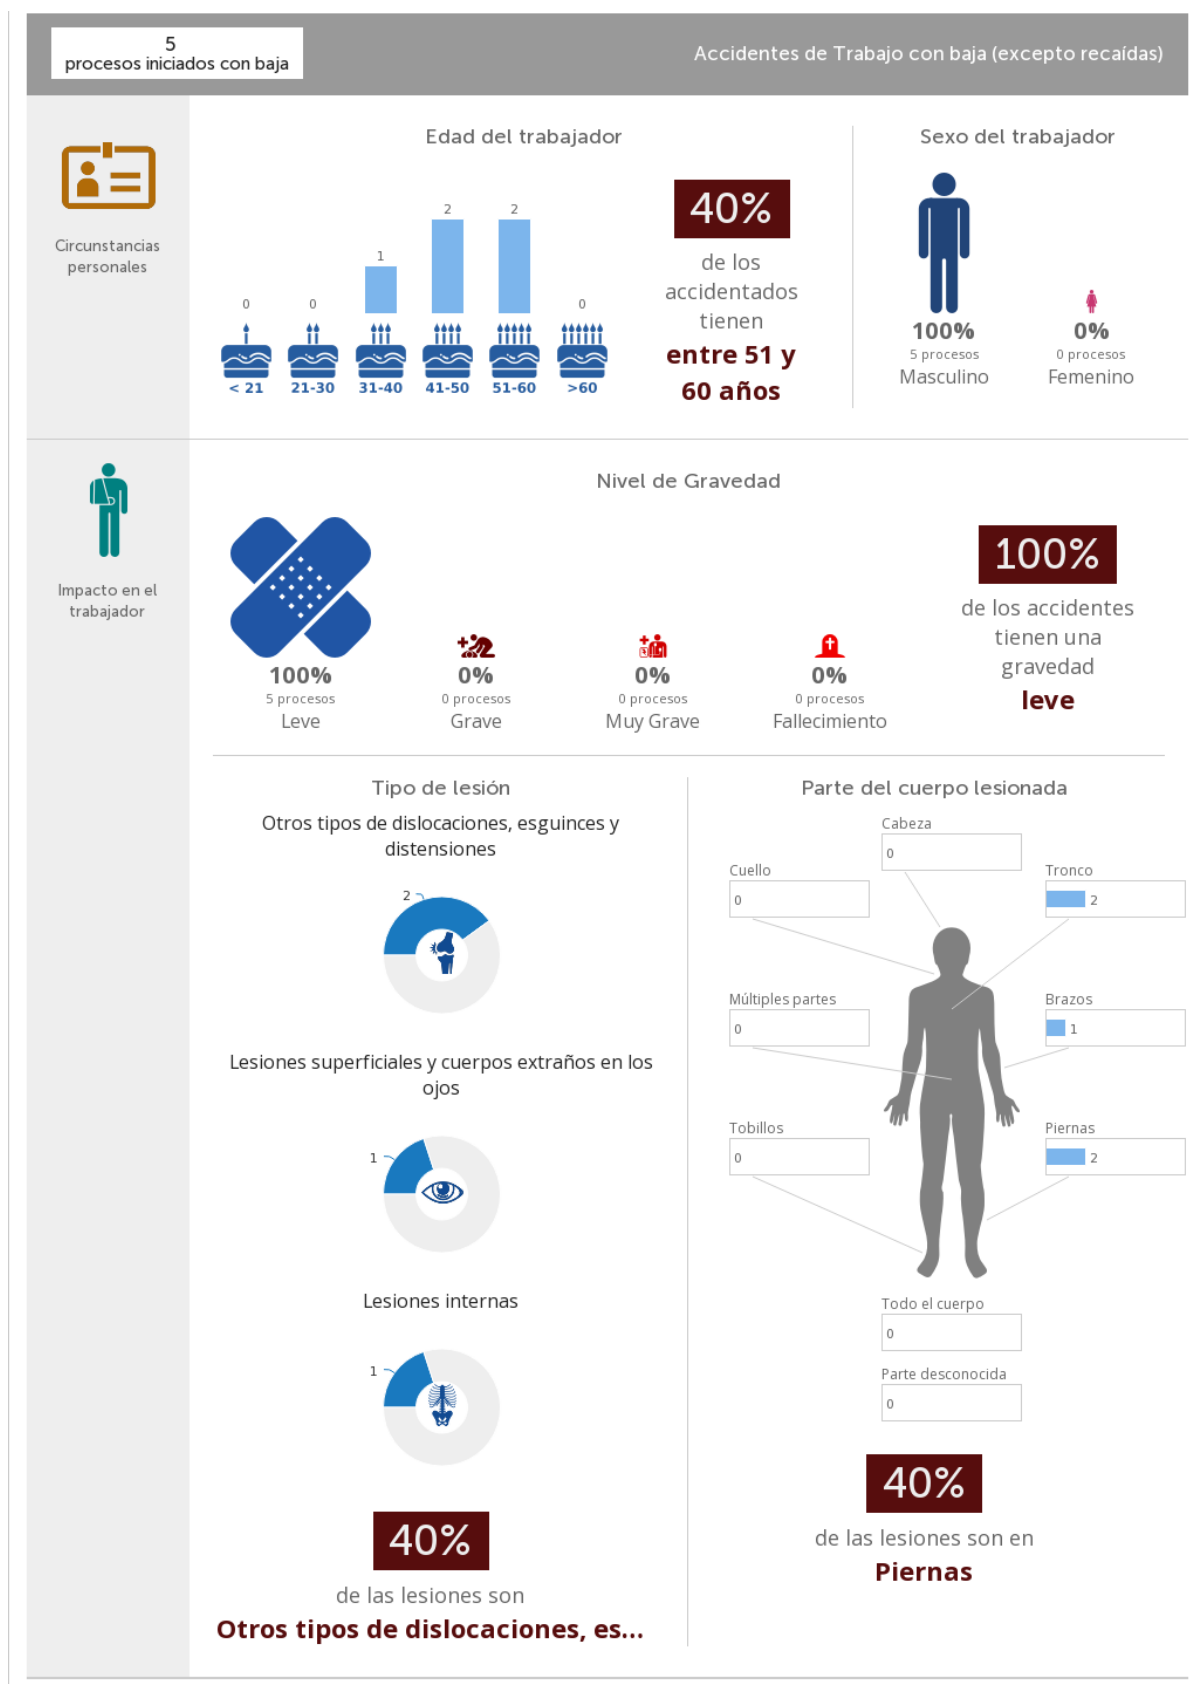 5
procesos iniciados con baja
Accidentes de Trabajo con baja (excepto recaídas)
Circunstancias
personales
Edad del trabajador
0
0
1
2
2
0
< 21
21-30
31-40
41-50
51-60
>60
40%
de los
accidentados
tienen
entre 51 y
60 años
Sexo del trabajador
100%
5 procesos
Masculino
0%
0 procesos
Femenino
Impacto en el
trabajador
Nivel de Gravedad
100%
5 procesos
Leve
0%
0 procesos
Grave
0%
0 procesos
Muy Grave
0%
0 procesos
Fallecimiento
100%
de los accidentes
tienen una
gravedad
leve
Tipo de lesión
Otros tipos de dislocaciones, esguinces y
distensiones
2
Lesiones superficiales y cuerpos extraños en los
ojos
1
Lesiones internas
1
40%
de las lesiones son
Otros tipos de dislocaciones, es...
Parte del cuerpo lesionada
Cabeza
0
Cuello
0
Tronco
2
Múltiples partes
0
Brazos
1
Tobillos
0
Piernas
2
Todo el cuerpo
0
Parte desconocida
0
40%
de las lesiones son en
Piernas